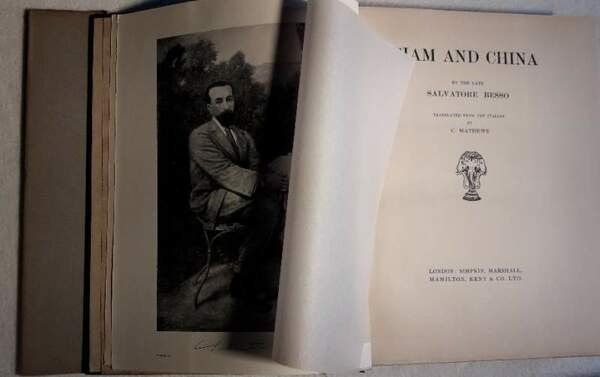 IAM AND CHINA
BY THE LATE
SALVATORE BESSO
TRANSLATED FROM THE ITALIAN
BY
C. MATHEWS
LONDON: SIMPKIN, MARSHALL,
HAMILTON, KENT & CO. LTD.